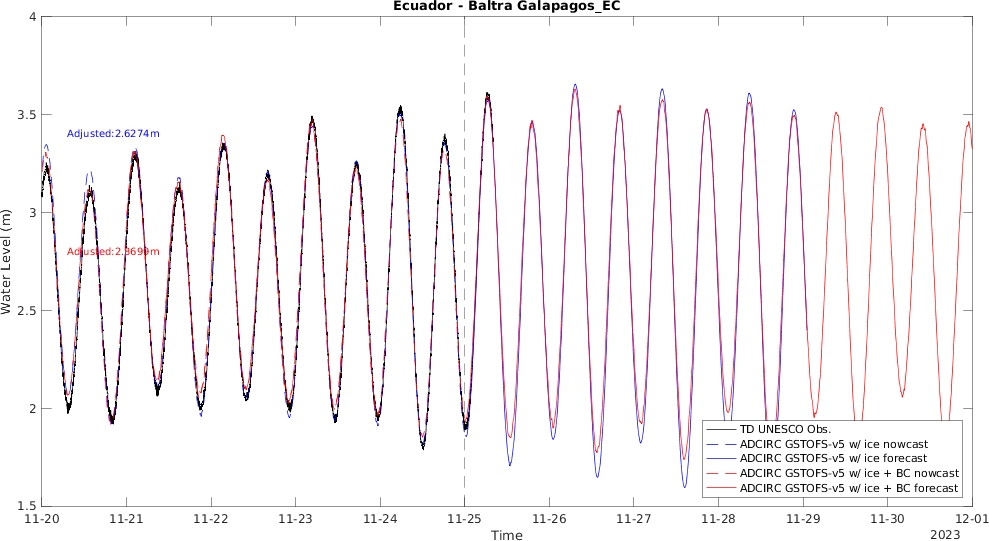 Ecuador - Baltra Galapagos_EC
4
3.5
3
2.5
2
1.5
Water Level (m)
Adjusted:2.6274m
Adjusted:2.3699m
TD UNESCO Obs.
ADCIRC GSTOFS-v5 w/ ice nowcast
ADCIRC GSTOFS-v5 w/ ice forecast
ADCIRC GSTOFS-v5 w/ ice + BC nowcast
ADCIRC GSTOFS-v5 w/ ice + BC forecast
11-20 11-21 11-22 11-23 11-24 11-25 11-26 11-27 11-28 11-29 11-30 12-01
Time
2023